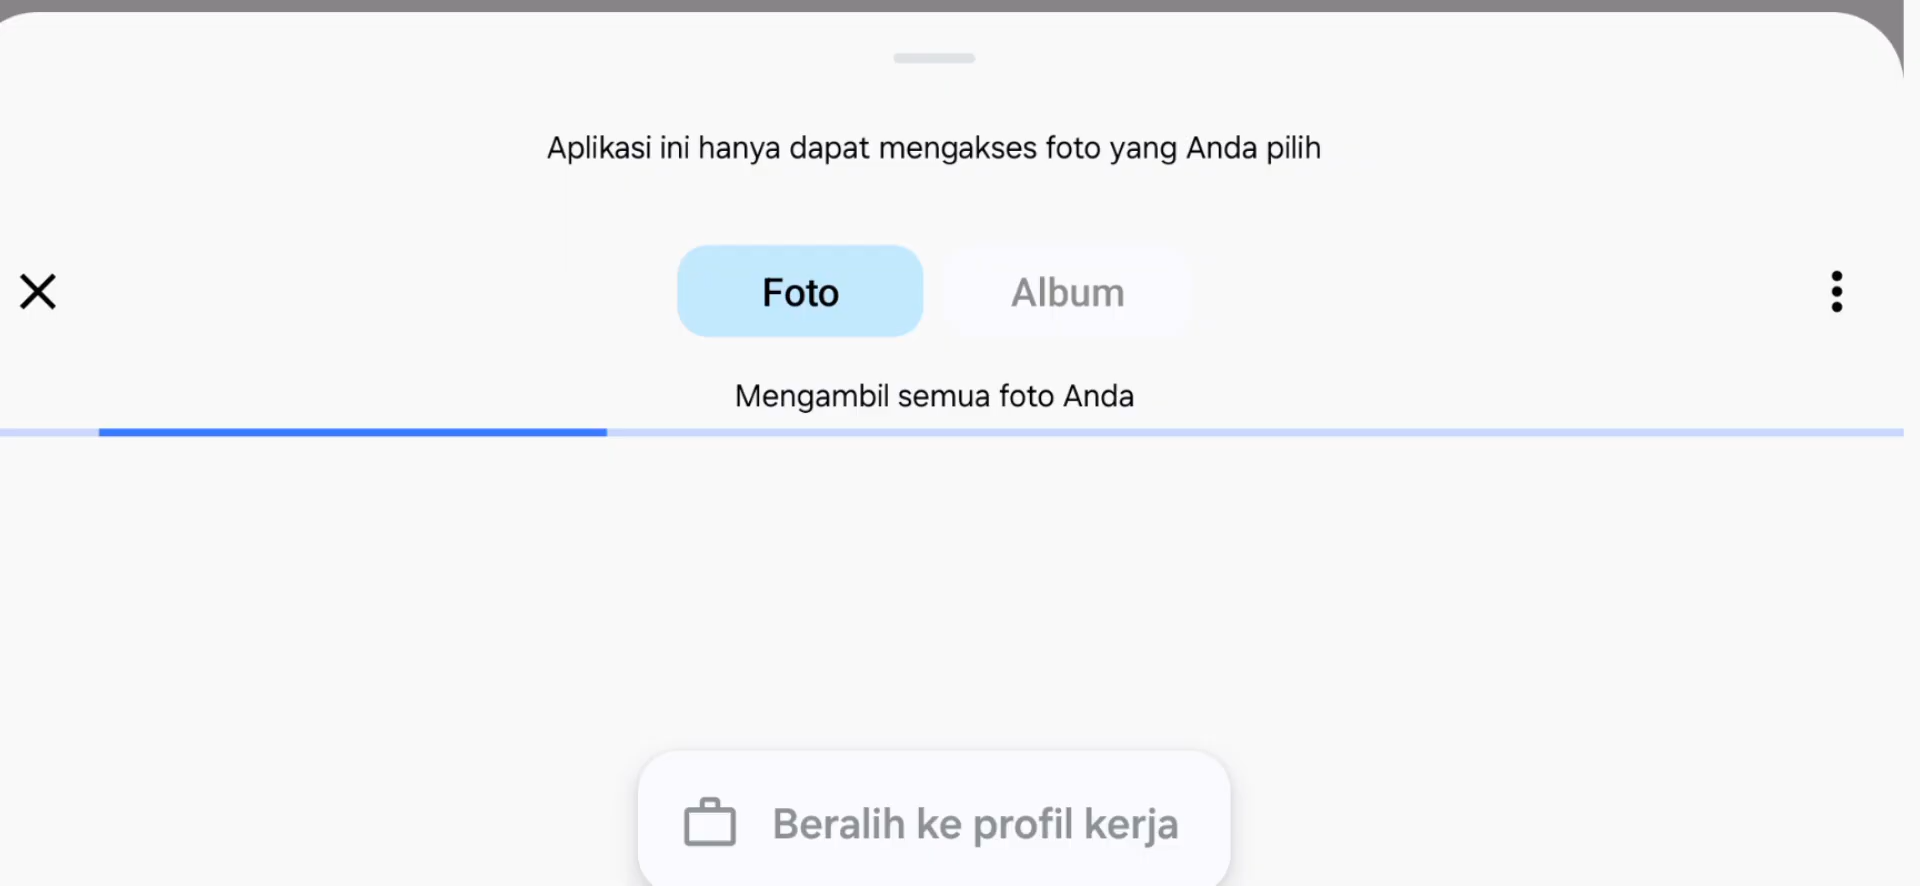 Aplikasi ini hanya dapat mengakses foto yang Anda pilih
Foto Album
Mengambil semua foto Anda
Beralih ke profil kerja